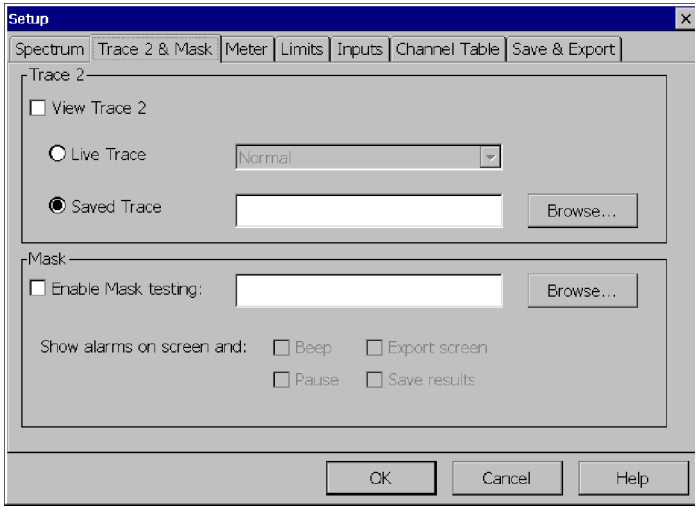 Setup
Spectrum Trace 2 & Mask Meter Limits Inputs Channel Table Save & Export
Trace 2
View Trace 2
Live Trace Normal
Saved Trace Browse...
Mask
Enable Mask testing: Browse...
Show alarms on screen and: Beep Export screen
Pause Save results
OK Cancel Help